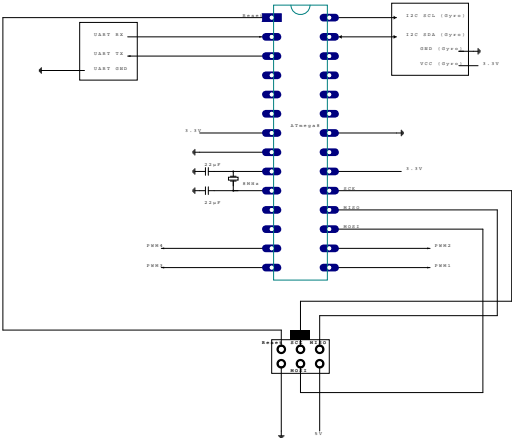 Reset
I2C SCL (Gyro)
UART RX
I2C SDA (Gyro)
GND (Gyro)
UART TX
VCC (Gyro)
3.3V
UART GND
ATmega8
3.3V
22pF
3.3V
8MHz
SCK
22pF
MISO
MOSI
PWM4
PWM2
PWM3
PWM1
Reset SCK MISO
MOSI